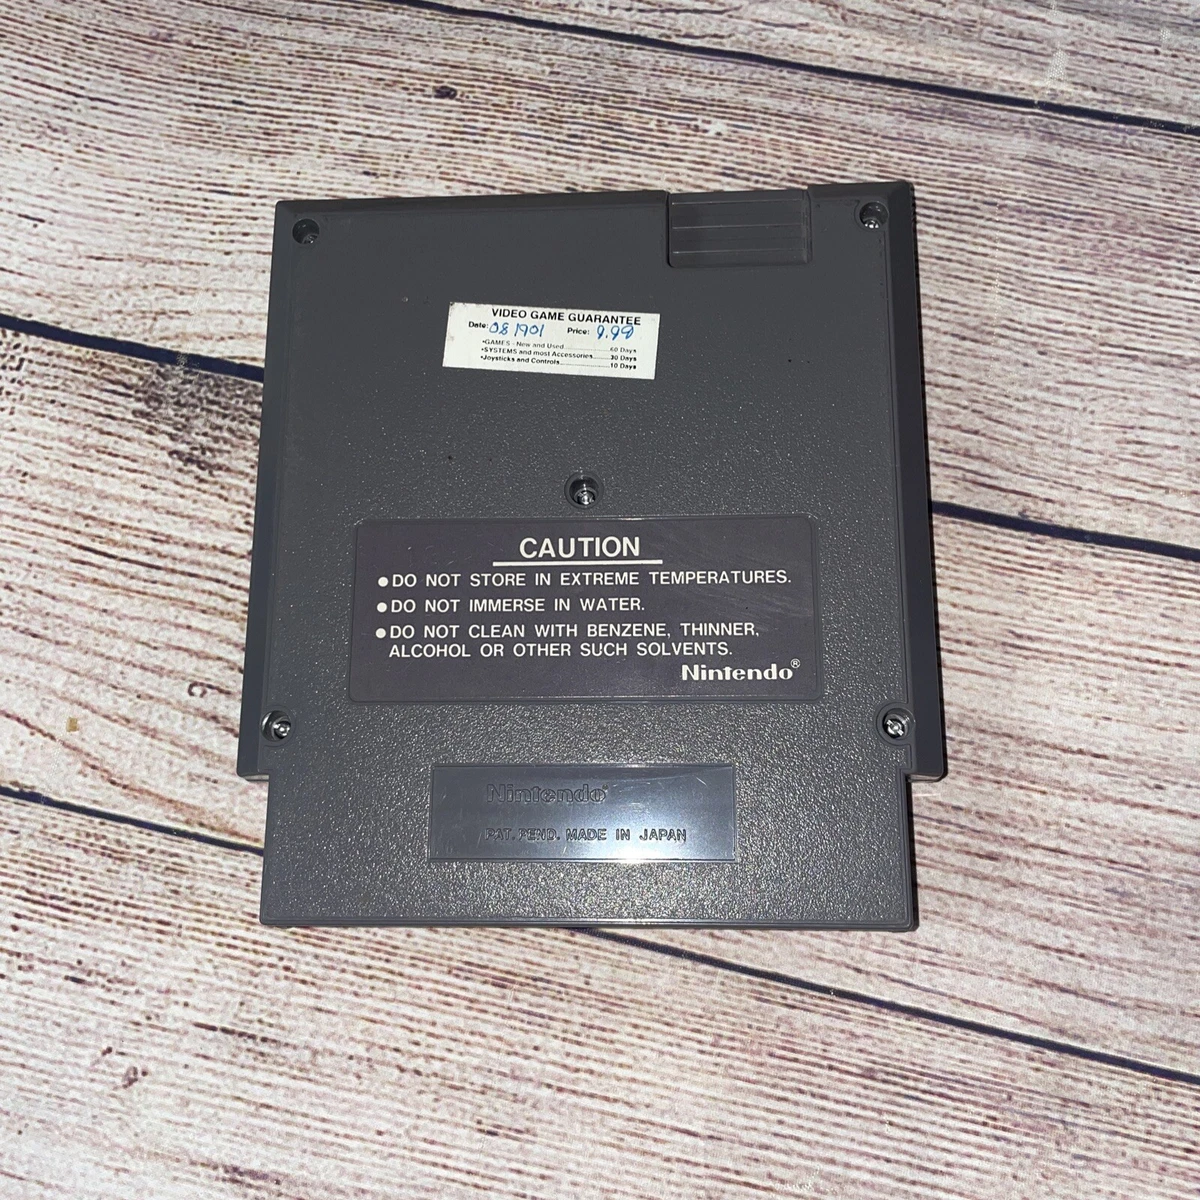 VIDEO GAME GUARANTEE
Date: 081901 Price: 9.99
•GAMES - New and Used..............60 Days
•SYSTEMS and most Accessories......30 Days
•Joysticks and Controls................10 Days
CAUTION
●DO NOT STORE IN EXTREME TEMPERATURES.
●DO NOT IMMERSE IN WATER.
●DO NOT CLEAN WITH BENZENE, THINNER,
ALCOHOL OR OTHER SUCH SOLVENTS.
Nintendo®
Nintendo®
PAT. PEND. MADE IN JAPAN